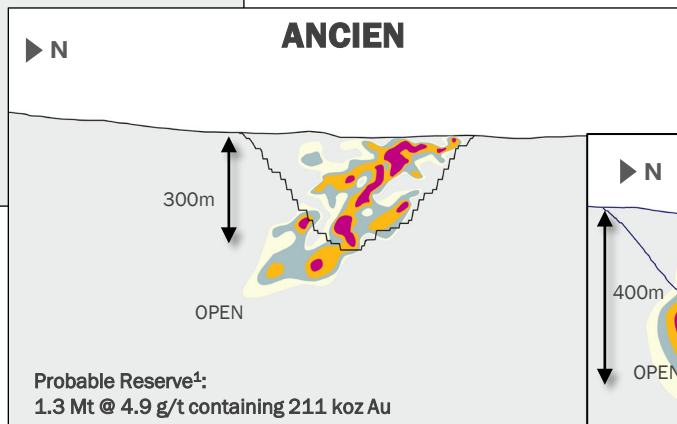 ANCIEN
N
300m
OPEN
Probable Reserve¹:
1.3 Mt @ 4.9 g/t containing 211 koz Au
N
400m
OPEN